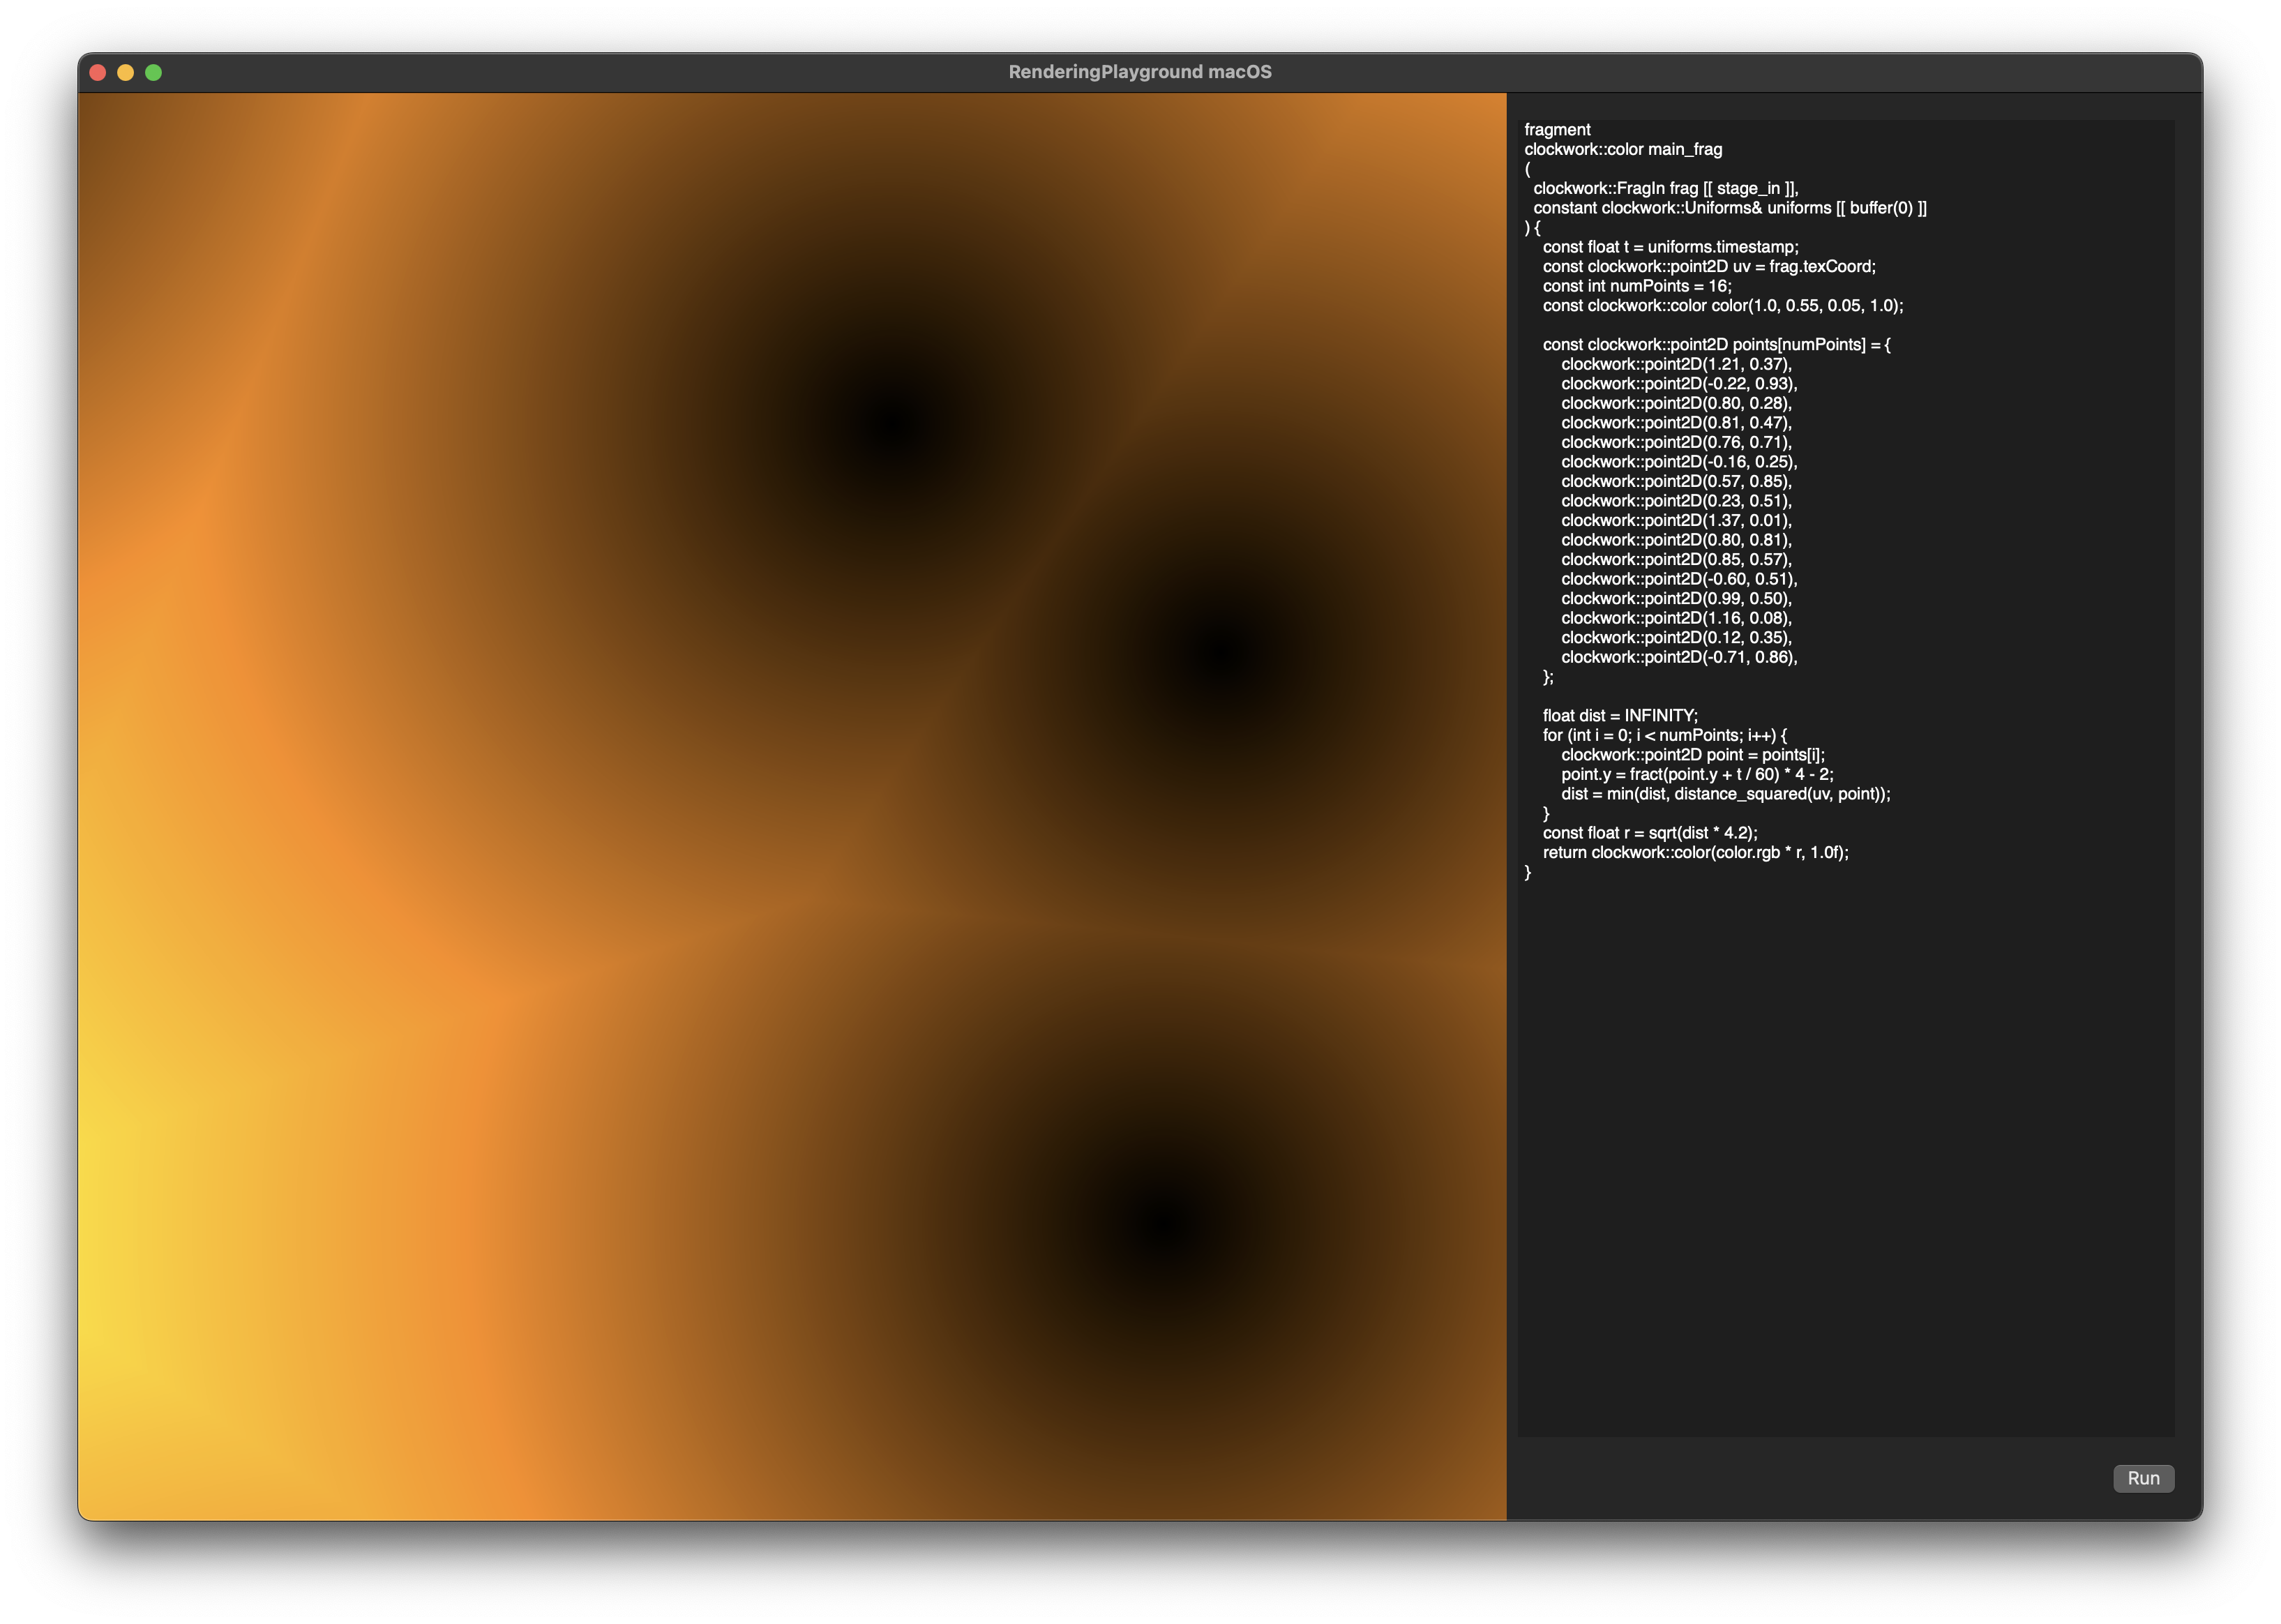 RenderingPlayground macOS
fragment
clockwork::color main_frag
(
  clockwork::FragIn frag [[ stage_in ]],
  constant clockwork::Uniforms& uniforms [[ buffer(0) ]]
) {
    const float t = uniforms.timestamp;
    const clockwork::point2D uv = frag.texCoord;
    const int numPoints = 16;
    const clockwork::color color(1.0, 0.55, 0.05, 1.0);

    const clockwork::point2D points[numPoints] = {
        clockwork::point2D(1.21, 0.37),
        clockwork::point2D(-0.22, 0.93),
        clockwork::point2D(0.80, 0.28),
        clockwork::point2D(0.81, 0.47),
        clockwork::point2D(0.76, 0.71),
        clockwork::point2D(-0.16, 0.25),
        clockwork::point2D(0.57, 0.85),
        clockwork::point2D(0.23, 0.51),
        clockwork::point2D(1.37, 0.01),
        clockwork::point2D(0.80, 0.81),
        clockwork::point2D(0.85, 0.57),
        clockwork::point2D(-0.60, 0.51),
        clockwork::point2D(0.99, 0.50),
        clockwork::point2D(1.16, 0.08),
        clockwork::point2D(0.12, 0.35),
        clockwork::point2D(-0.71, 0.86),
    };

    float dist = INFINITY;
    for (int i = 0; i < numPoints; i++) {
        clockwork::point2D point = points[i];
        point.y = fract(point.y + t / 60) * 4 - 2;
        dist = min(dist, distance_squared(uv, point));
    }
    const float r = sqrt(dist * 4.2);
    return clockwork::color(color.rgb * r, 1.0f);
}
Run